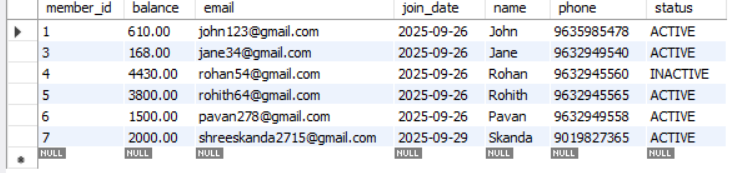 member_id balance email join_date name phone status
1 610.00 john123@gmail.com 2025-09-26 John 9635985478 ACTIVE
3 168.00 jane34@gmail.com 2025-09-26 Jane 9632949540 ACTIVE
4 4430.00 rohan54@gmail.com 2025-09-26 Rohan 9632945560 INACTIVE
5 3800.00 rohith64@gmail.com 2025-09-26 Rohith 9632945565 ACTIVE
6 1500.00 pavan278@gmail.com 2025-09-26 Pavan 9632949558 ACTIVE
7 2000.00 shreeskanda2715@gmail.com 2025-09-29 Skanda 9019827365 ACTIVE
NULL NULL NULL NULL NULL NULL NULL